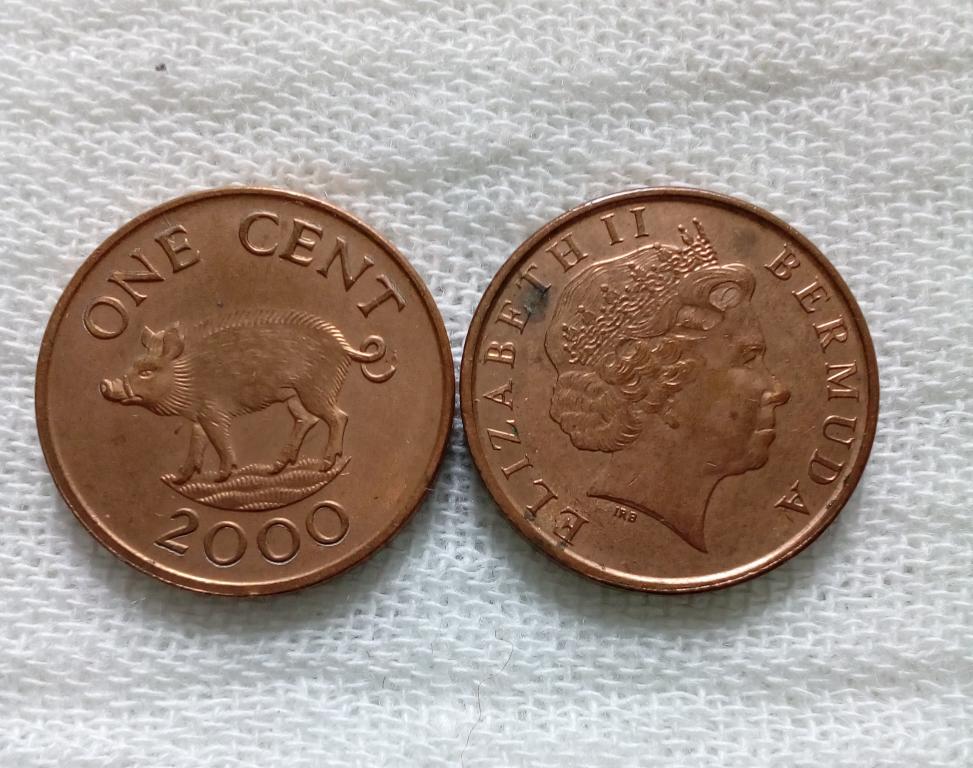 ONE CENT
2000
ELIZABETH II BERMUDA
IRB